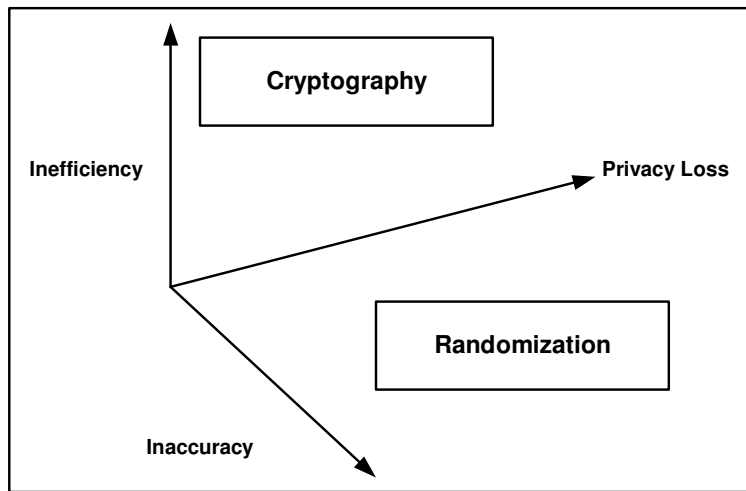 Cryptography
Inefficiency
Privacy Loss
Randomization
Inaccuracy